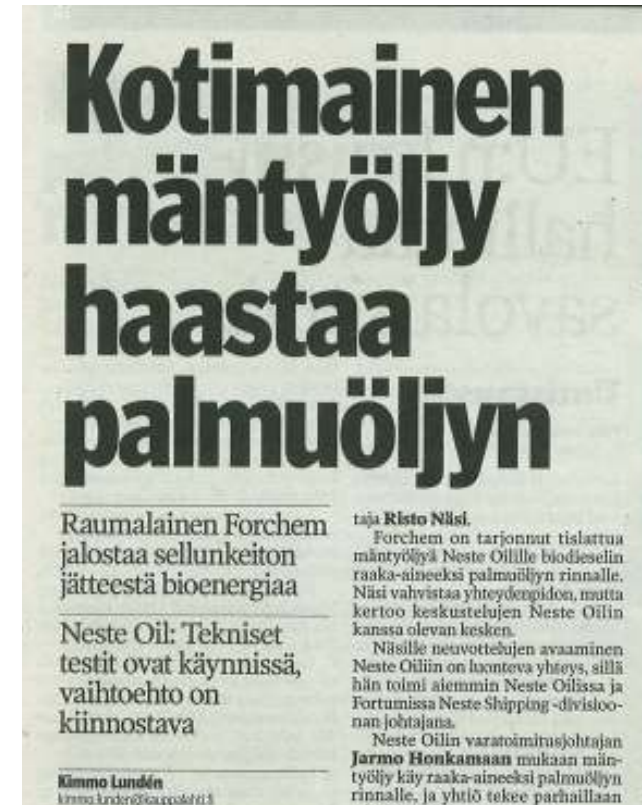 Kotimainen
mäntyöljy
haastaa
palmuöljyn
Raumalainen Forchem
jalostaa sellunkeiton
jätteestä bioenergiaa
Neste Oil: Tekniset
testit ovat käynnissä,
vaihtoehto on
kiinnostava
Kimmo Lundén
kimmo.lunden@kauppalehti.fi
taja Risto Näsi.
Forchem on tarjonnut tislattua
mäntyöljyä Neste Oilille biodieselin
raaka-aineeksi palmuöljyn rinnalle.
Näsi vahvistaa yhteydenpidon, mutta
kertoo keskustelujen Neste Oilin
kanssa olevan kesken.
Näsille neuvottelujen avaaminen
Neste Oiliin on luonteva yhteys, sillä
hän toimi aiemmin Neste Oilissa ja
Fortumissa Neste Shipping -divisioo-
nan johtajana.
Neste Oilin varatoimitusjohtajan
Jarmo Honkamaan mukaan män-
työljy käy raaka-aineeksi palmuöljyn
rinnalle, ja yhtiö tekee parhaillaan